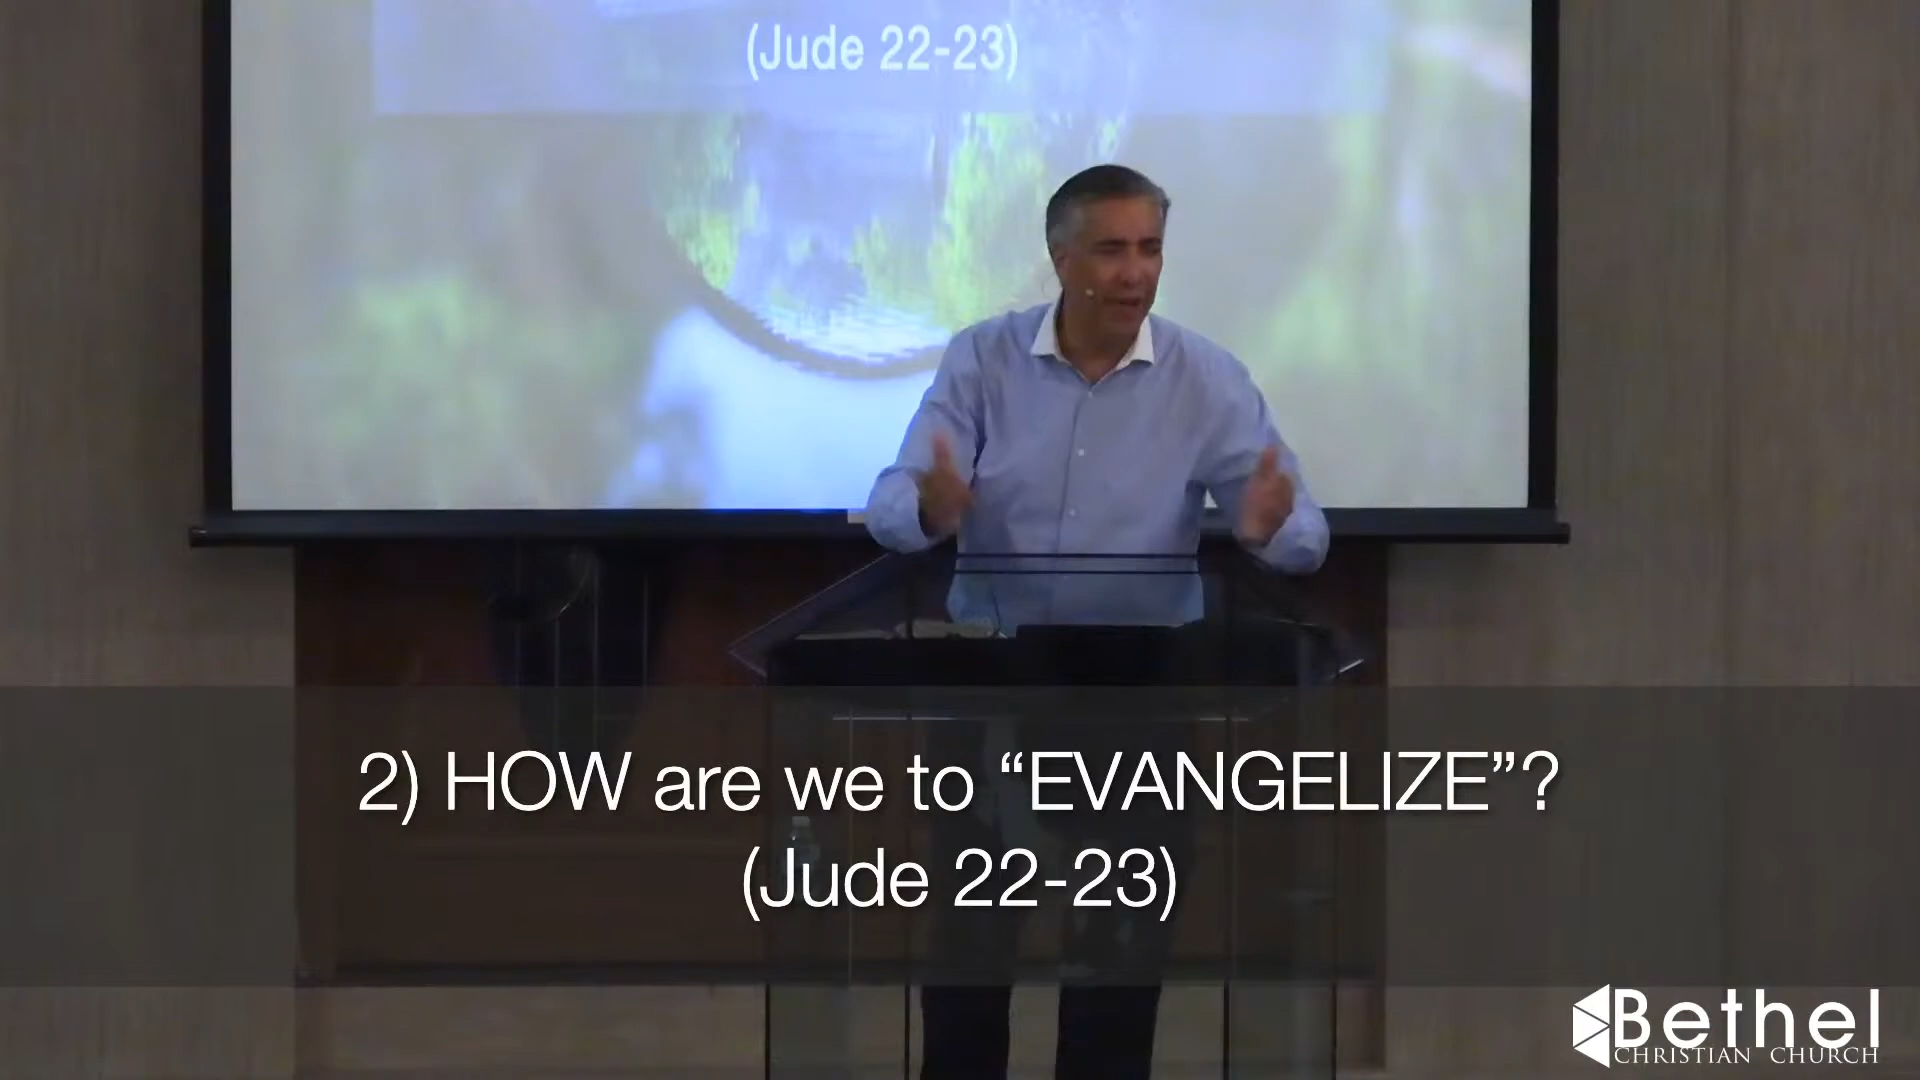 (Jude 22-23)
2) HOW are we to “EVANGELIZE”?
(Jude 22-23)
Bethel
CHRISTIAN CHURCH